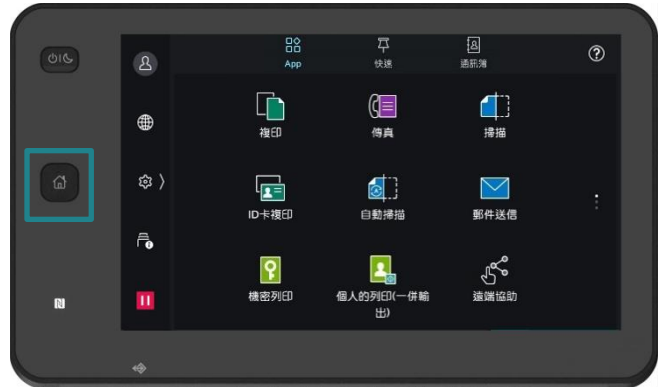 App
快速
通訊簿
複印
傳真
掃描
ID卡複印
自動掃描
郵件送信
機密列印
個人的列印(一併輸
出)
遠端協助